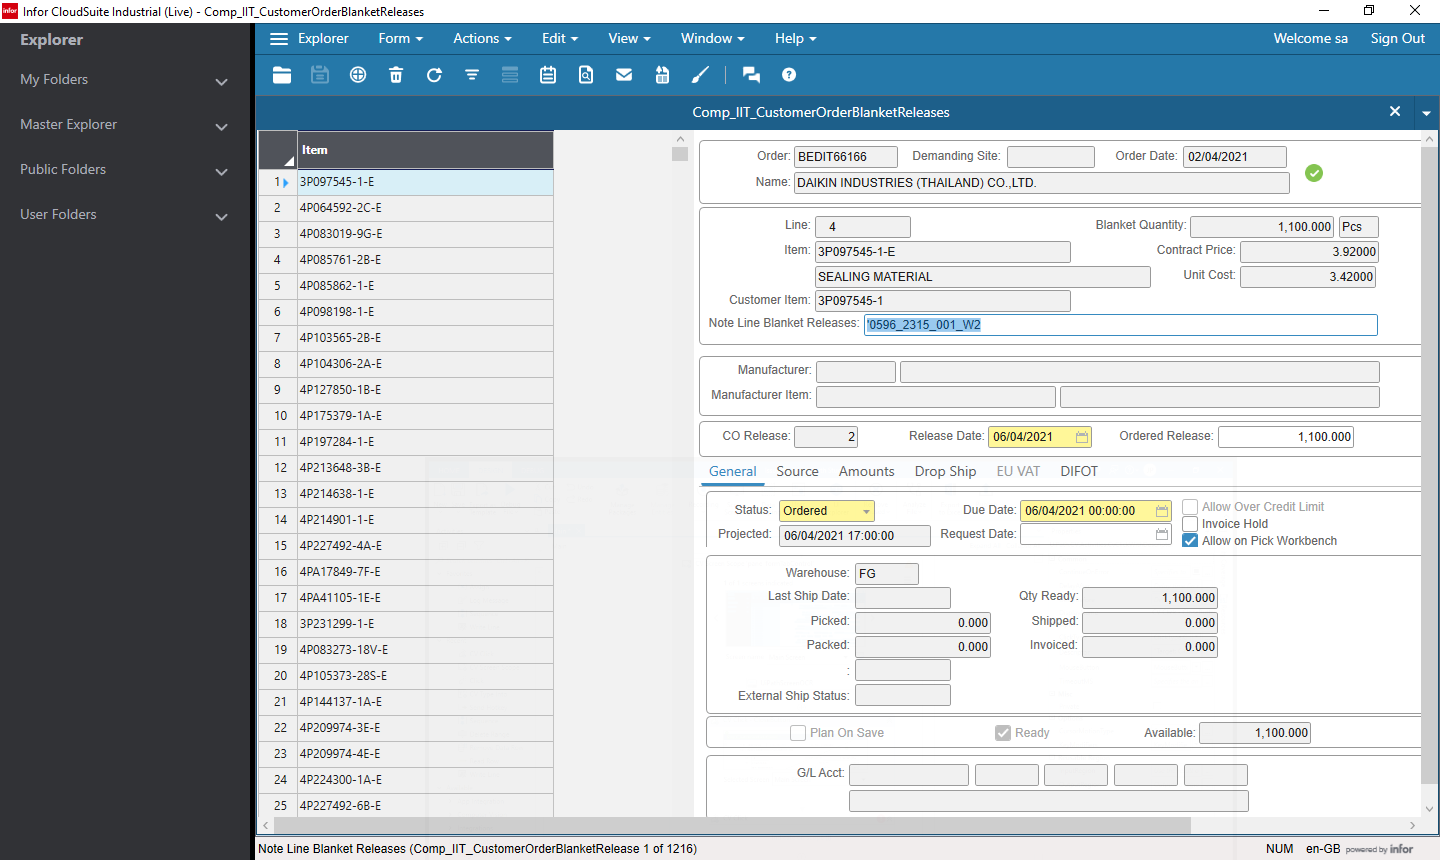 Infor CloudSuite Industrial (Live) - Comp_IIT_CustomerOrderBlanketReleases
Explorer
My Folders
Master Explorer
Public Folders
User Folders
Explorer Form Actions Edit View Window Help Welcome sa Sign Out
Comp_IIT_CustomerOrderBlanketReleases
Item
1 3P097545-1-E
2 4P064592-2C-E
3 4P083019-9G-E
4 4P085761-2B-E
5 4P085862-1-E
6 4P098198-1-E
7 4P103565-2B-E
8 4P104306-2A-E
9 4P127850-1B-E
10 4P175379-1A-E
11 4P197284-1-E
12 4P213648-3B-E
13 4P214638-1-E
14 4P214901-1-E
15 4P227492-4A-E
16 4PA17849-7F-E
17 4PA41105-1E-E
18 3P231299-1-E
19 4P083273-18V-E
20 4P105373-28S-E
21 4P144137-1A-E
22 4P209974-3E-E
23 4P209974-4E-E
24 4P224300-1A-E
25 4P227492-6B-E
Order: BEDIT66166 Demanding Site: Order Date: 02/04/2021
Name: DAIKIN INDUSTRIES (THAILAND) CO.,LTD.
Line: 4 Blanket Quantity: 1,100.000 Pcs
Item: 3P097545-1-E Contract Price: 3.92000
SEALING MATERIAL Unit Cost: 3.42000
Customer Item: 3P097545-1
Note Line Blanket Releases: '0596_2315_001_W2
Manufacturer:
Manufacturer Item:
CO Release: 2 Release Date: 06/04/2021 Ordered Release: 1,100.000
General Source Amounts Drop Ship EU VAT DIFOT
Status: Ordered Due Date: 06/04/2021 00:00:00 Allow Over Credit Limit
Invoice Hold
Projected: 06/04/2021 17:00:00 Request Date: Allow on Pick Workbench
Warehouse: FG
Last Ship Date: Qty Ready: 1,100.000
Picked: 0.000 Shipped: 0.000
Packed: 0.000 Invoiced: 0.000
:
External Ship Status:
Plan On Save Ready Available: 1,100.000
G/L Acct:
Note Line Blanket Releases (Comp_IIT_CustomerOrderBlanketRelease 1 of 1216) NUM en-GB powered by infor